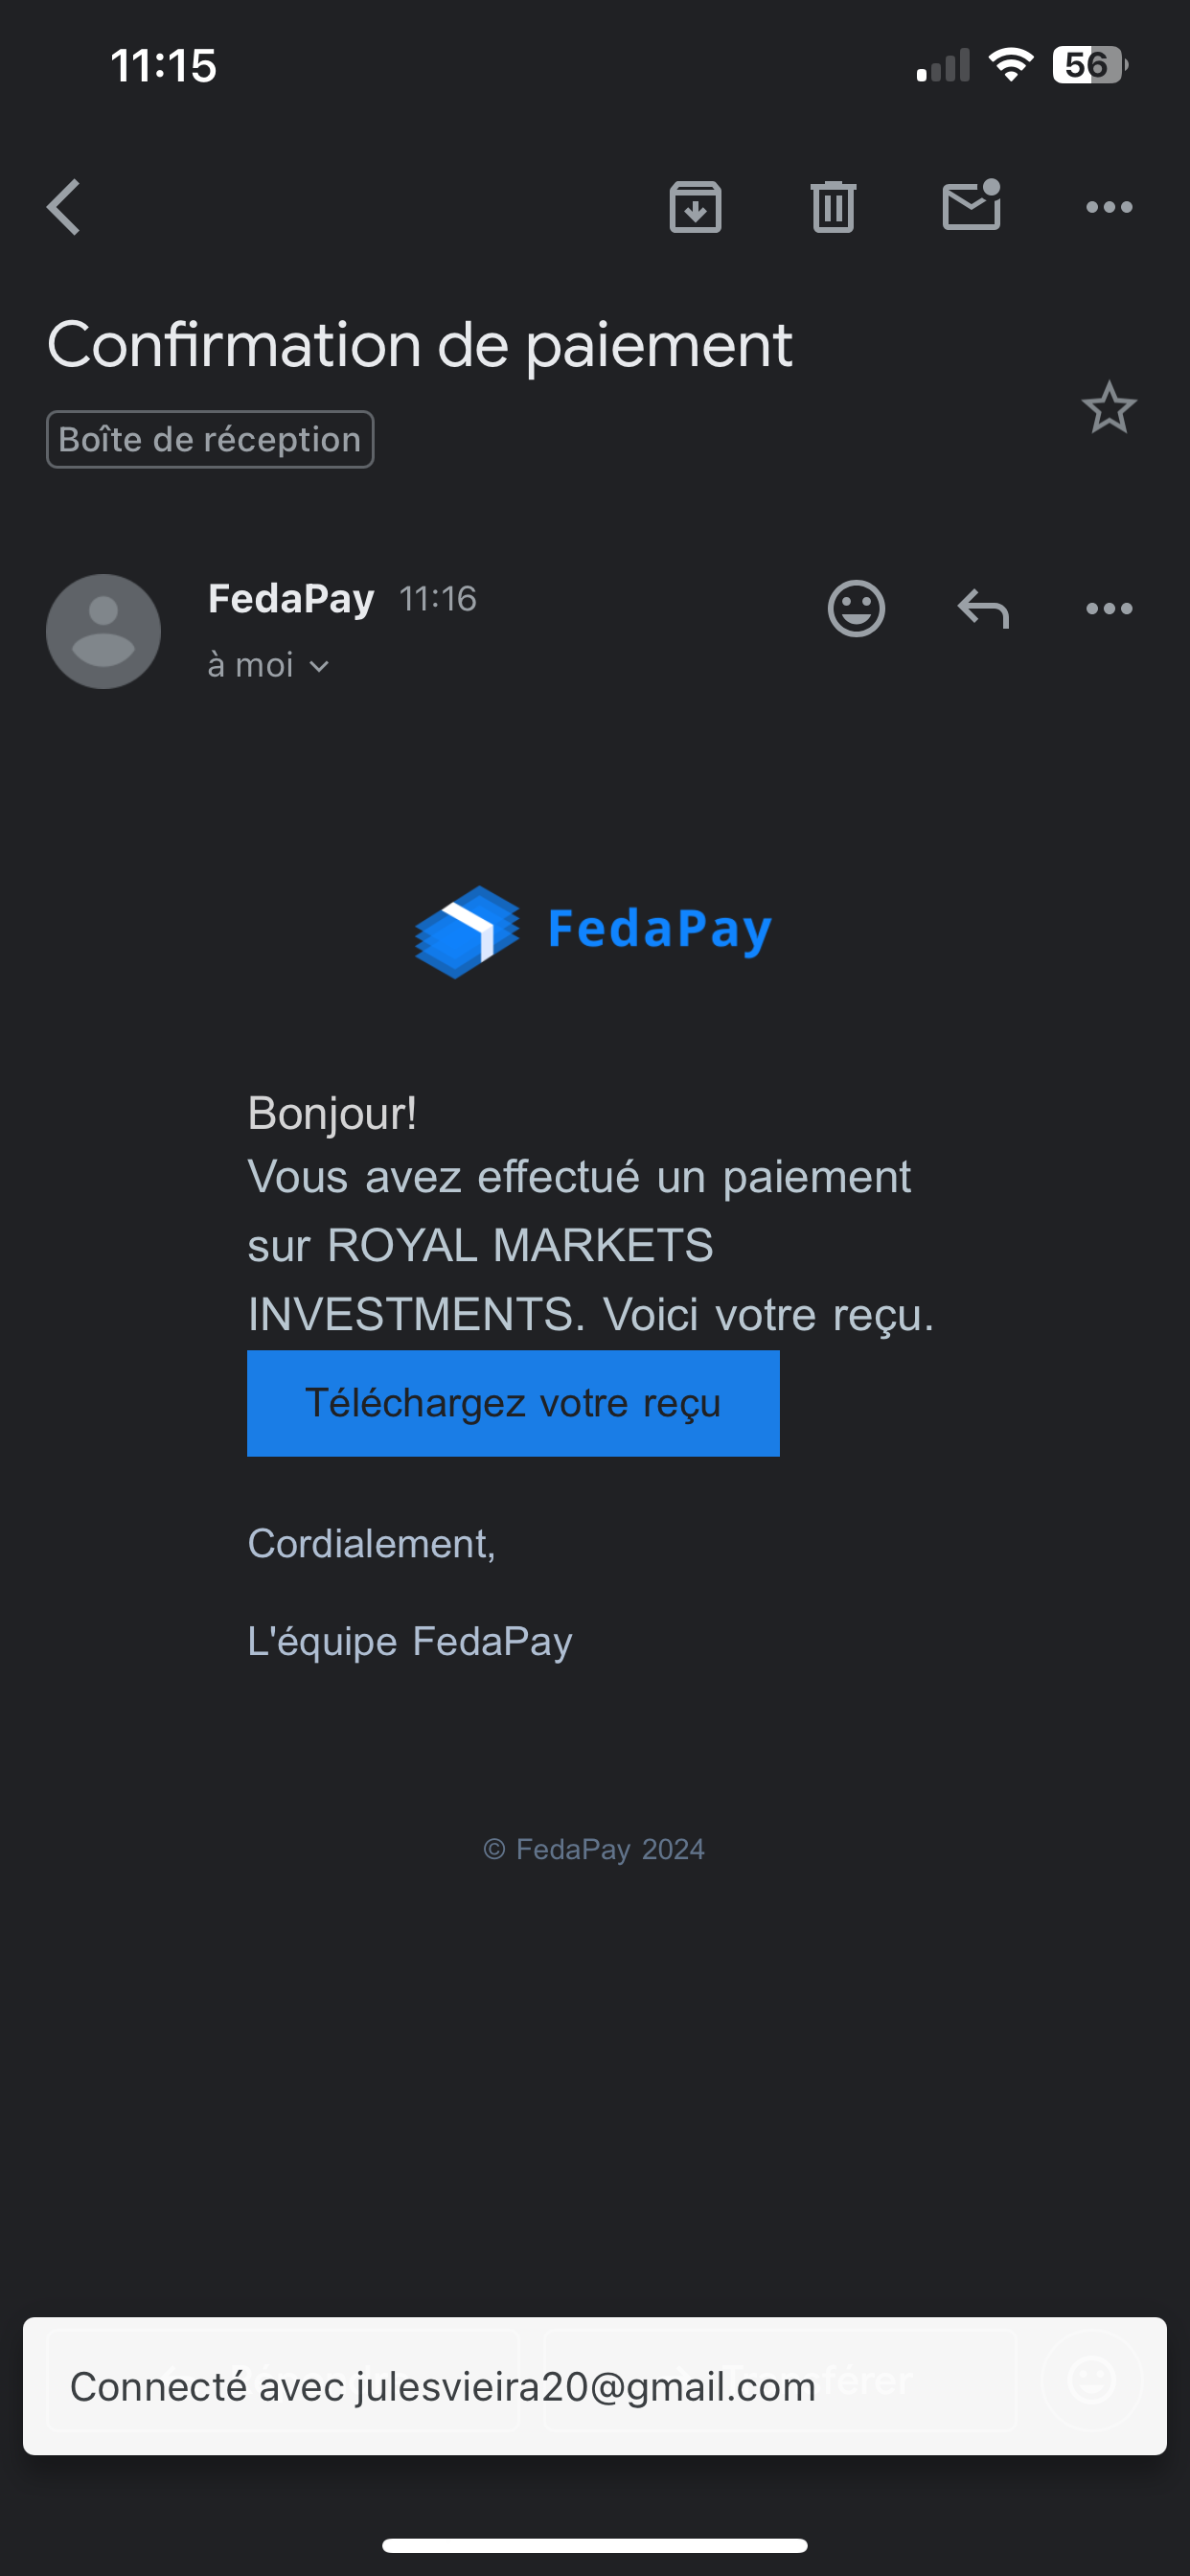 11:15
56
Confirmation de paiement
Boîte de réception
FedaPay 11:16
à moi
FedaPay
Bonjour!
Vous avez effectué un paiement
sur ROYAL MARKETS
INVESTMENTS. Voici votre reçu.
Téléchargez votre reçu
Cordialement,
L'équipe FedaPay
© FedaPay 2024
Connecté avec julesvieira20@gmail.com